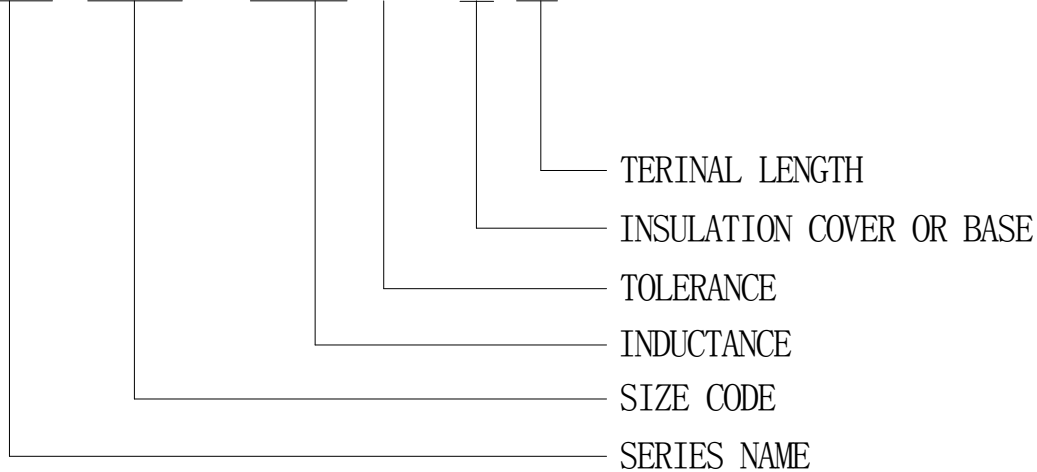 TERINAL LENGTH
INSULATION COVER OR BASE
TOLERANCE
INDUCTANCE
SIZE CODE
SERIES NAME